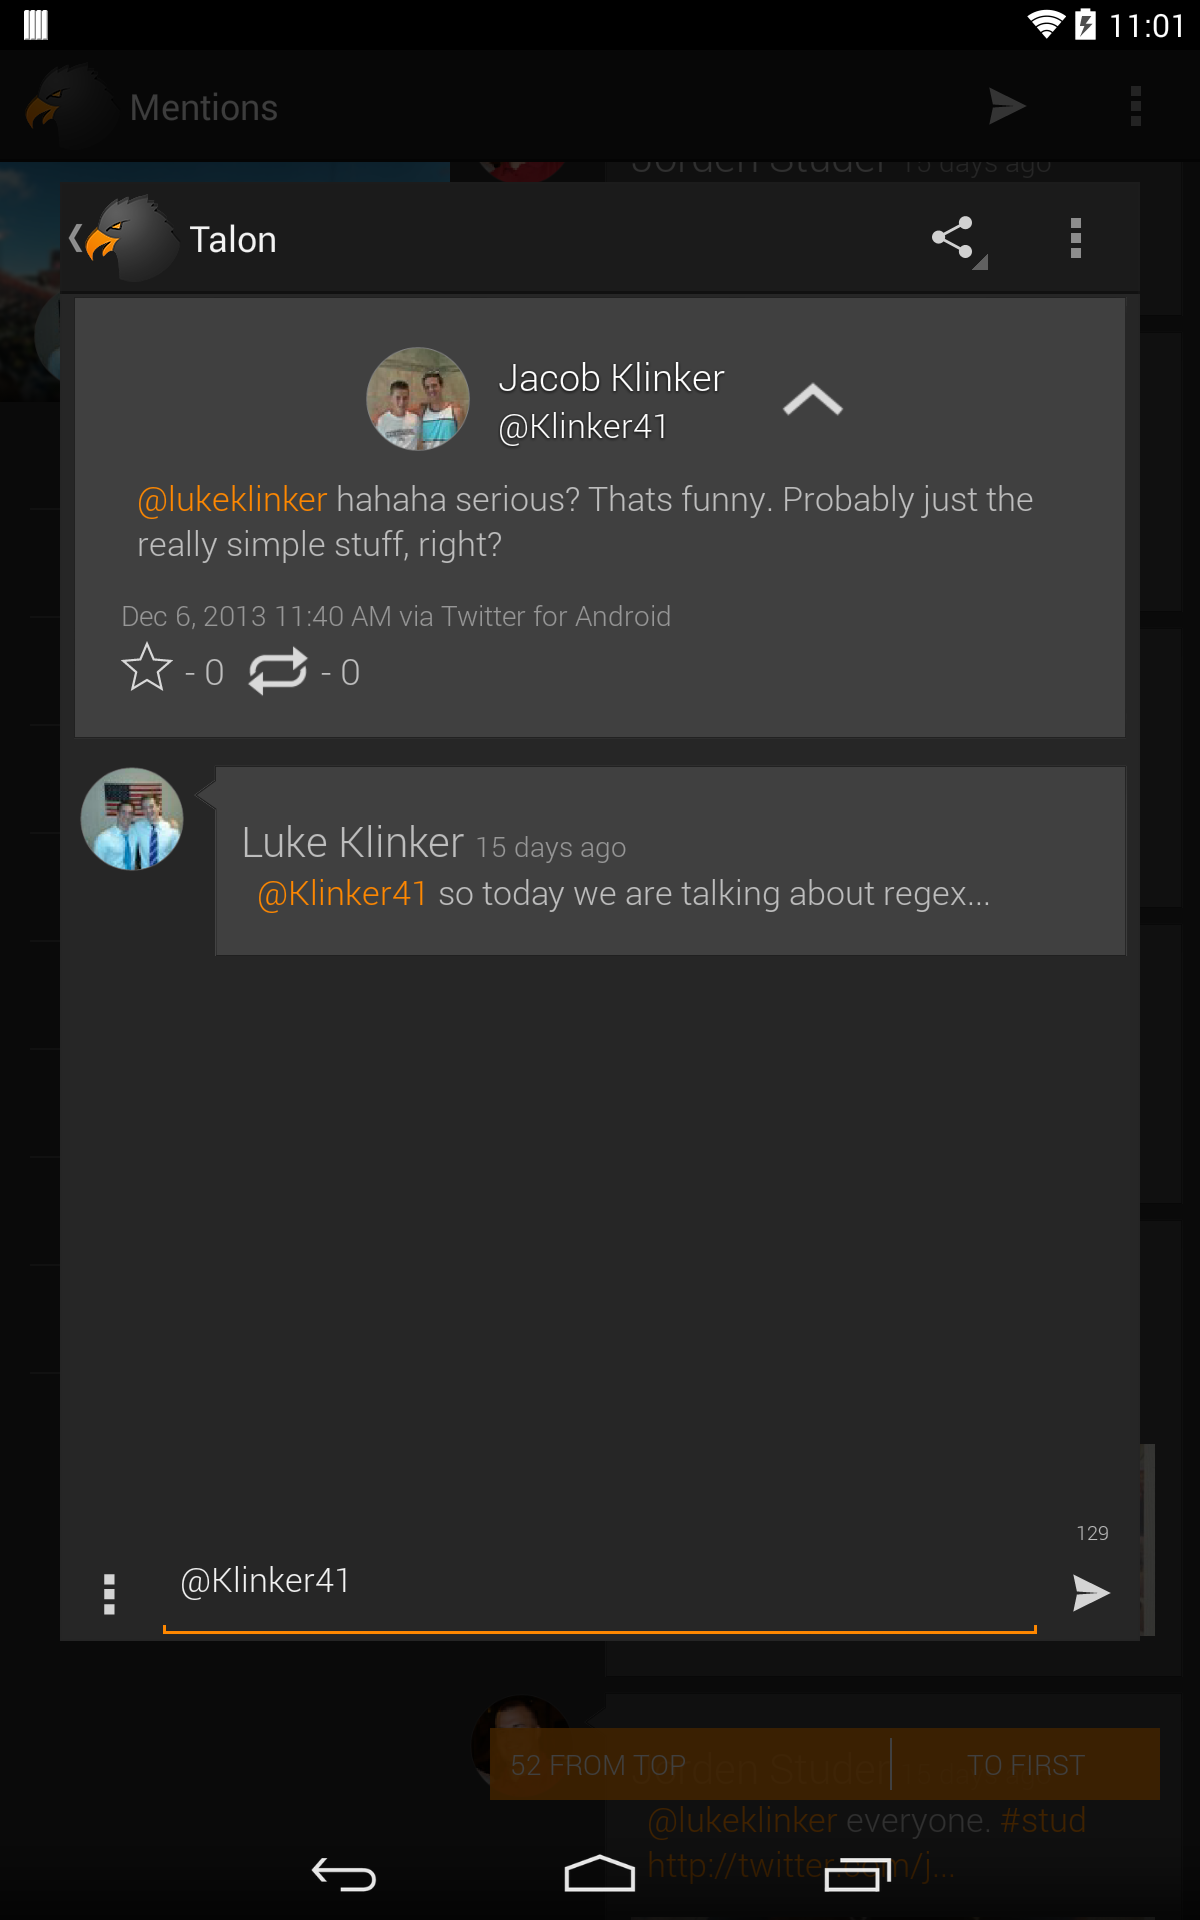 11:01
Mentions
Jorden Studer 15 days ago
Talon
Jacob Klinker
@Klinker41
@lukeklinker hahaha serious? Thats funny. Probably just the
really simple stuff, right?
Dec 6, 2013 11:40 AM via Twitter for Android
- 0 - 0
Luke Klinker 15 days ago
@Klinker41 so today we are talking about regex...
129
@Klinker41
52 FROM TOP TO FIRST
Jorden Studer
@lukeklinker everyone. #stud
http://twitter.com/j...